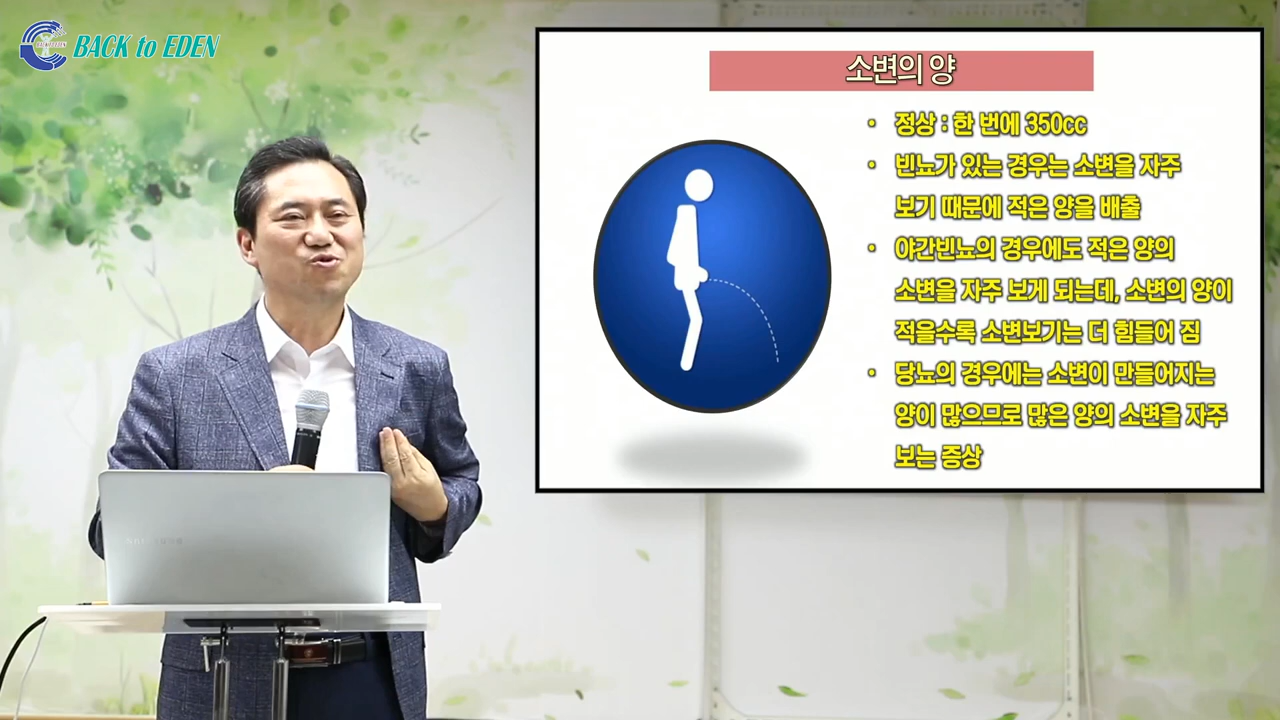 BACK to EDEN
소변의 양
• 정상 : 한 번에 350cc
• 빈뇨가 있는 경우는 소변을 자주
보기 때문에 적은 양을 배출
• 야간빈뇨의 경우에도 적은 양의
소변을 자주 보게 되는데, 소변의 양이
적을수록 소변보기는 더 힘들어 짐
• 당뇨의 경우에는 소변이 만들어지는
양이 많으므로 많은 양의 소변을 자주
보는 증상